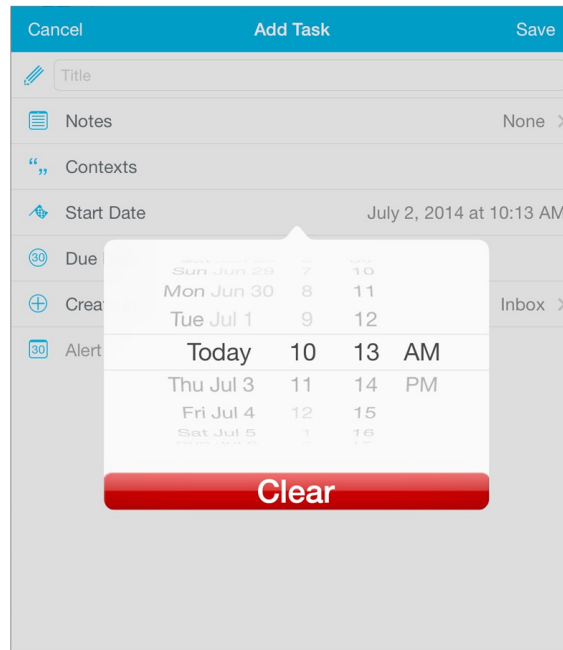 Cancel Add Task Save
Title
Notes None
“ „ Contexts
Start Date July 2, 2014 at 10:13 AM
30 Due
Sun Jun 29 7 10
Mon Jun 30 8 11
Crea Inbox
Tue Jul 1 9 12
30 Alert
Today 10 13 AM
Thu Jul 3 11 14 PM
Fri Jul 4 12 15
Sat Jul 5 1 16
Clear